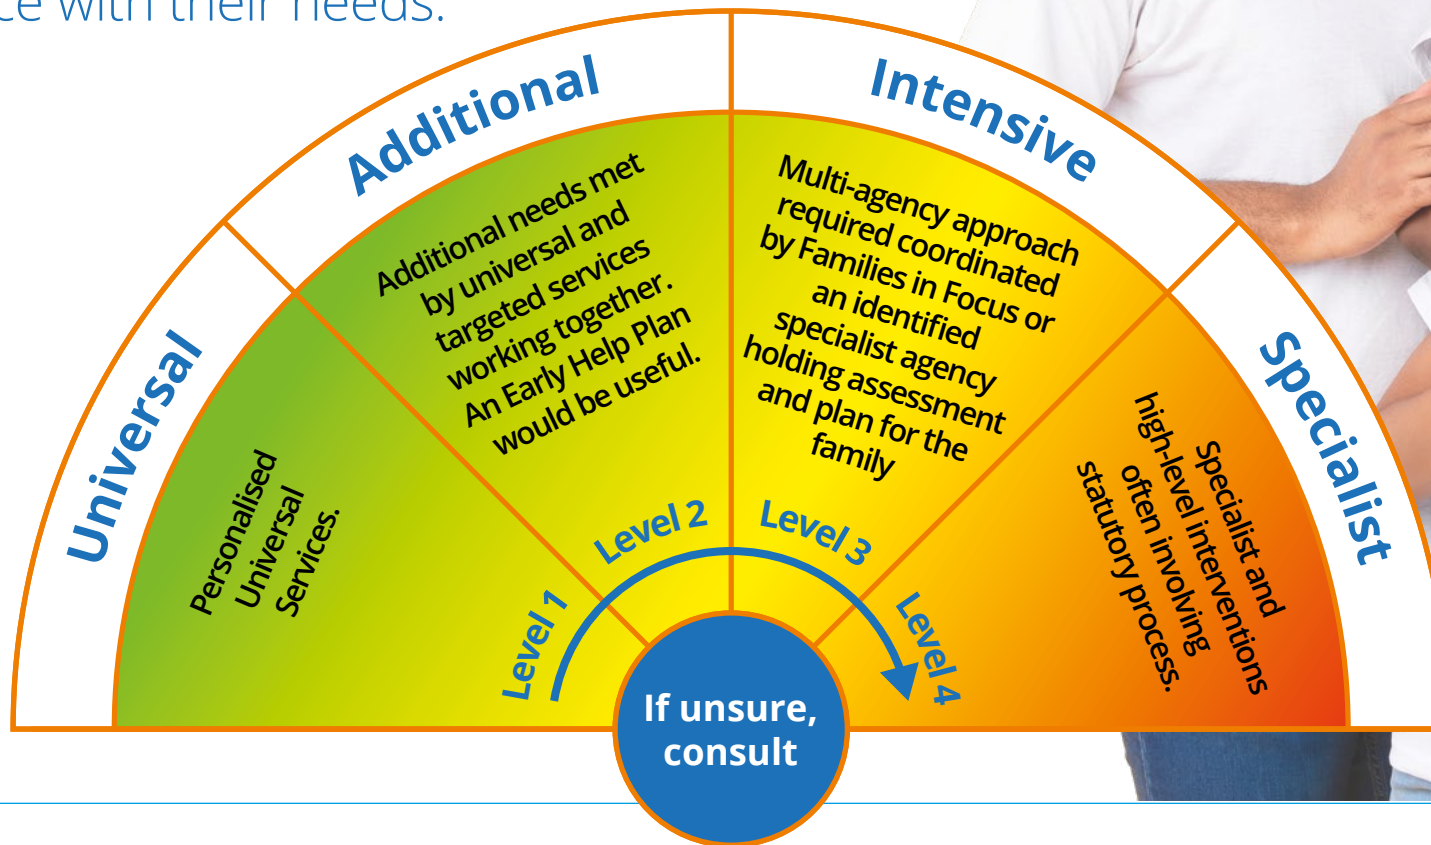 ce with their needs.
Universal
Additional
Intensive
Specialist
Personalised
Universal
Services.
Additional needs met
by universal and
targeted services
working together.
An Early Help Plan
would be useful.
Multi-agency approach
required coordinated
by Families in Focus or
an identified
specialist agency
holding assessment
and plan for the
family
Specialist and
high-level interventions
often involving
statutory process.
Level 1
Level 2
Level 3
Level 4
If unsure,
consult